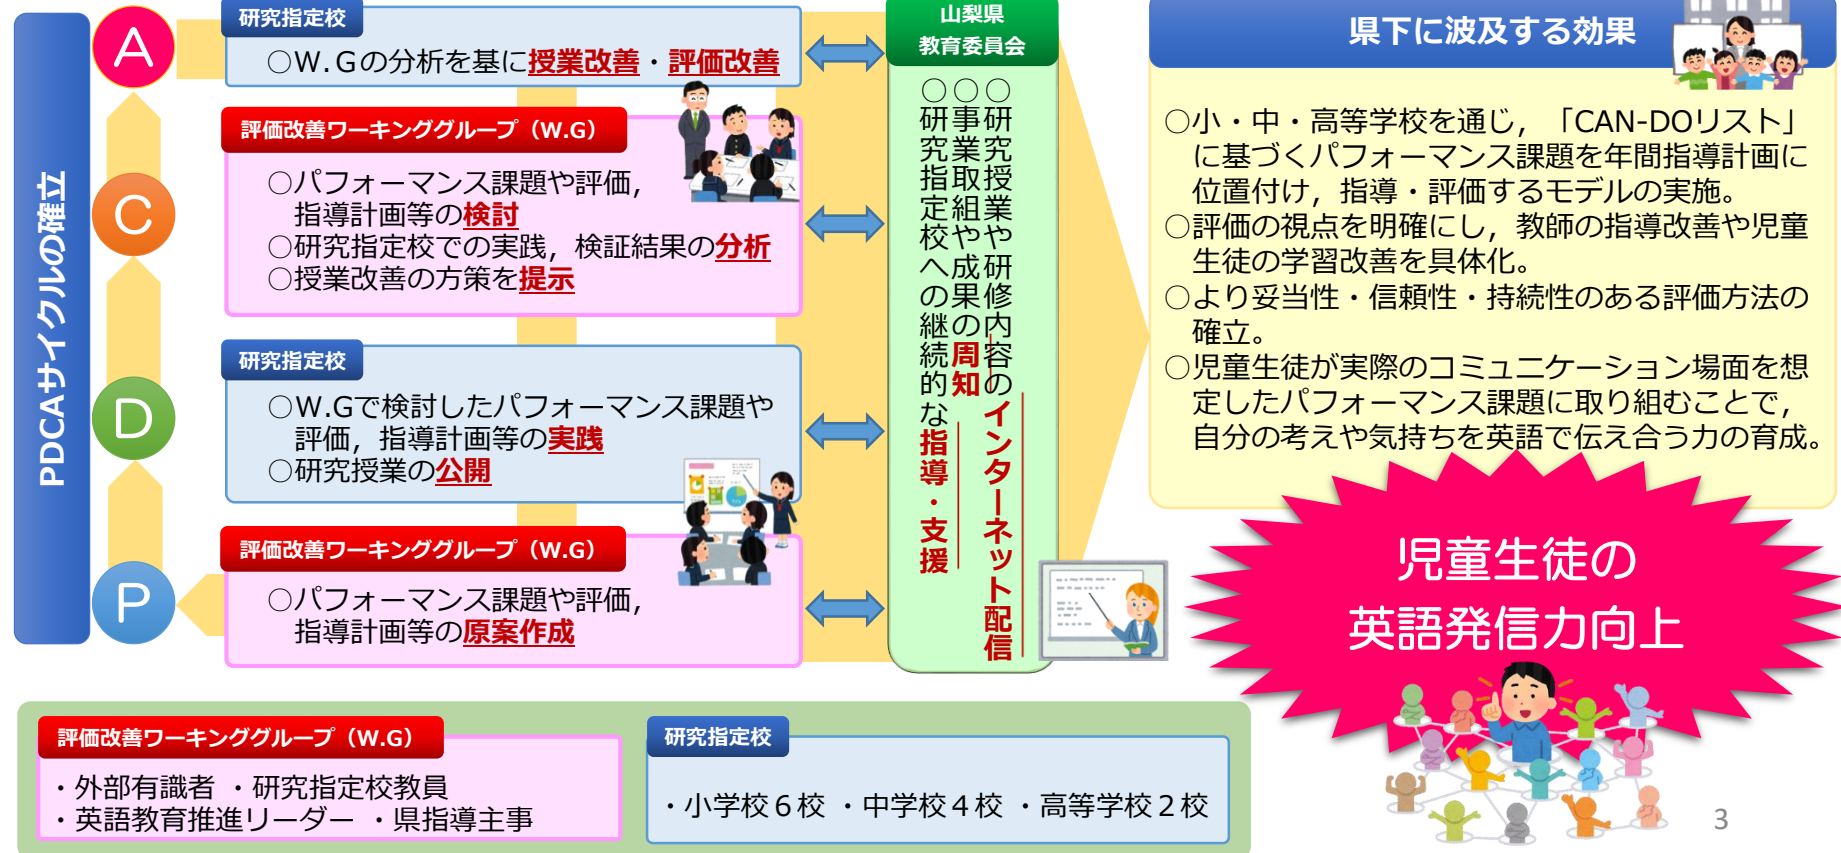 PDCAサイクルの確立
A
研究指定校
○W.Gの分析を基に授業改善・評価改善
C
評価改善ワーキンググループ（W.G）
○パフォーマンス課題や評価，
指導計画等の検討
○研究指定校での実践，検証結果の分析
○授業改善の方策を提示
D
研究指定校
○W.Gで検討したパフォーマンス課題や
評価，指導計画等の実践
○研究授業の公開
P
評価改善ワーキンググループ（W.G）
○パフォーマンス課題や評価，
指導計画等の原案作成
山梨県
教育委員会
○研究授業や研修内容のインターネット配信
○事業取組や成果の周知
○研究指定校への継続的な指導・支援
県下に波及する効果
○小・中・高等学校を通じ，「CAN-DOリスト」
に基づくパフォーマンス課題を年間指導計画に
位置付け，指導・評価するモデルの実施。
○評価の視点を明確にし，教師の指導改善や児童
生徒の学習改善を具体化。
○より妥当性・信頼性・持続性のある評価方法の
確立。
○児童生徒が実際のコミュニケーション場面を想
定したパフォーマンス課題に取り組むことで，
自分の考えや気持ちを英語で伝え合う力の育成。
児童生徒の
英語発信力向上
評価改善ワーキンググループ（W.G）
・外部有識者 ・研究指定校教員
・英語教育推進リーダー ・県指導主事
研究指定校
・小学校６校 ・中学校４校 ・高等学校２校
3